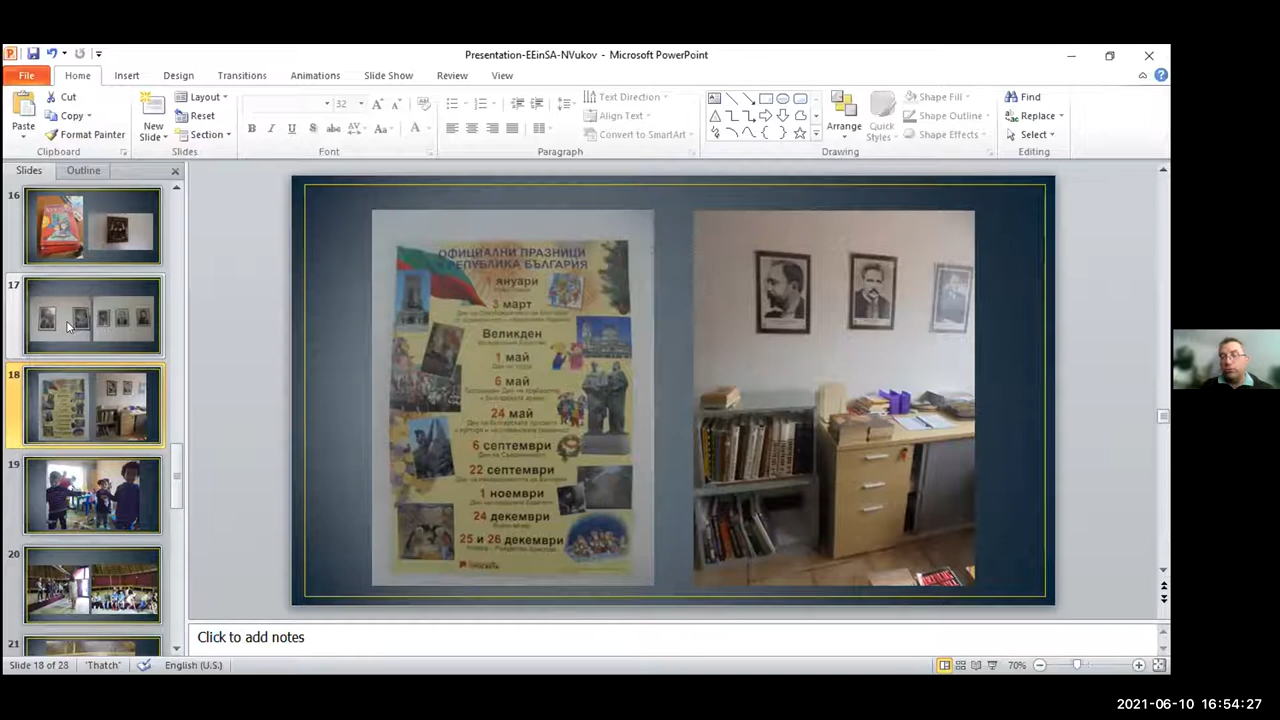 Presentation-EEinSA-NVukov - Microsoft PowerPoint
File Home Insert Design Transitions Animations Slide Show Review View
Cut
Copy
Format Painter
Paste
Clipboard
New
Slide
Layout
Reset
Section
Slides
32
B I U S abc AV Aa A
Font
Text Direction
Align Text
Convert to SmartArt
Paragraph
Arrange
Quick
Styles
Shape Fill
Shape Outline
Shape Effects
Drawing
Find
Replace
Select
Editing
Slides Outline
16
17
18
19
20
21
ОФИЦИАЛНИ ПРАЗНИЦИ
РЕПУБЛИКА БЪЛГАРИЯ
1 януари
3 март
Великден
1 май
6 май
24 май
6 септември
22 септември
1 ноември
24 декември
25 и 26 декември
Click to add notes
Slide 18 of 28 "Thatch" English (U.S.) 70%
2021-06-10 16:54:27